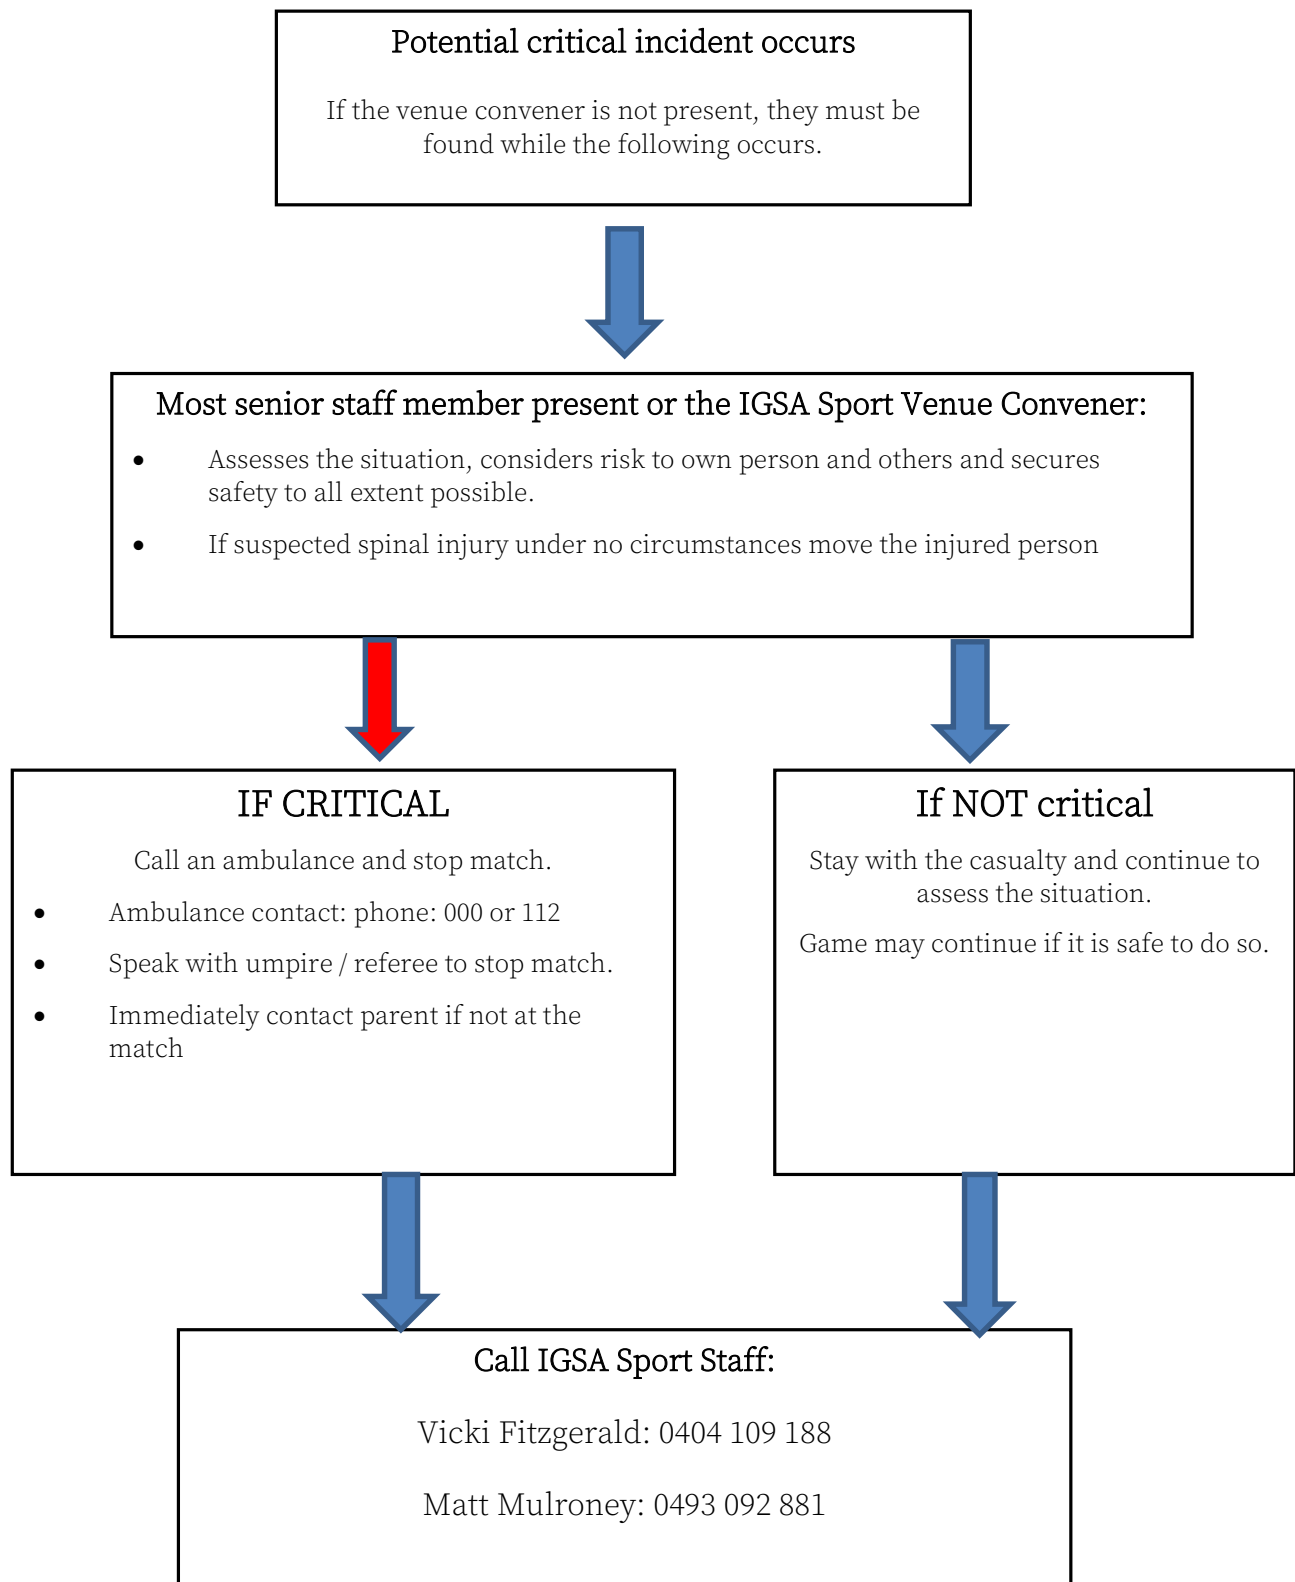 Potential critical incident occurs
If the venue convener is not present, they must be
found while the following occurs.
Most senior staff member present or the IGSA Sport Venue Convener:
• Assesses the situation, considers risk to own person and others and secures
safety to all extent possible.
• If suspected spinal injury under no circumstances move the injured person
IF CRITICAL
Call an ambulance and stop match.
• Ambulance contact: phone: 000 or 112
• Speak with umpire / referee to stop match.
• Immediately contact parent if not at the
match
If NOT critical
Stay with the casualty and continue to
assess the situation.
Game may continue if it is safe to do so.
Call IGSA Sport Staff:
Vicki Fitzgerald: 0404 109 188
Matt Mulroney: 0493 092 881